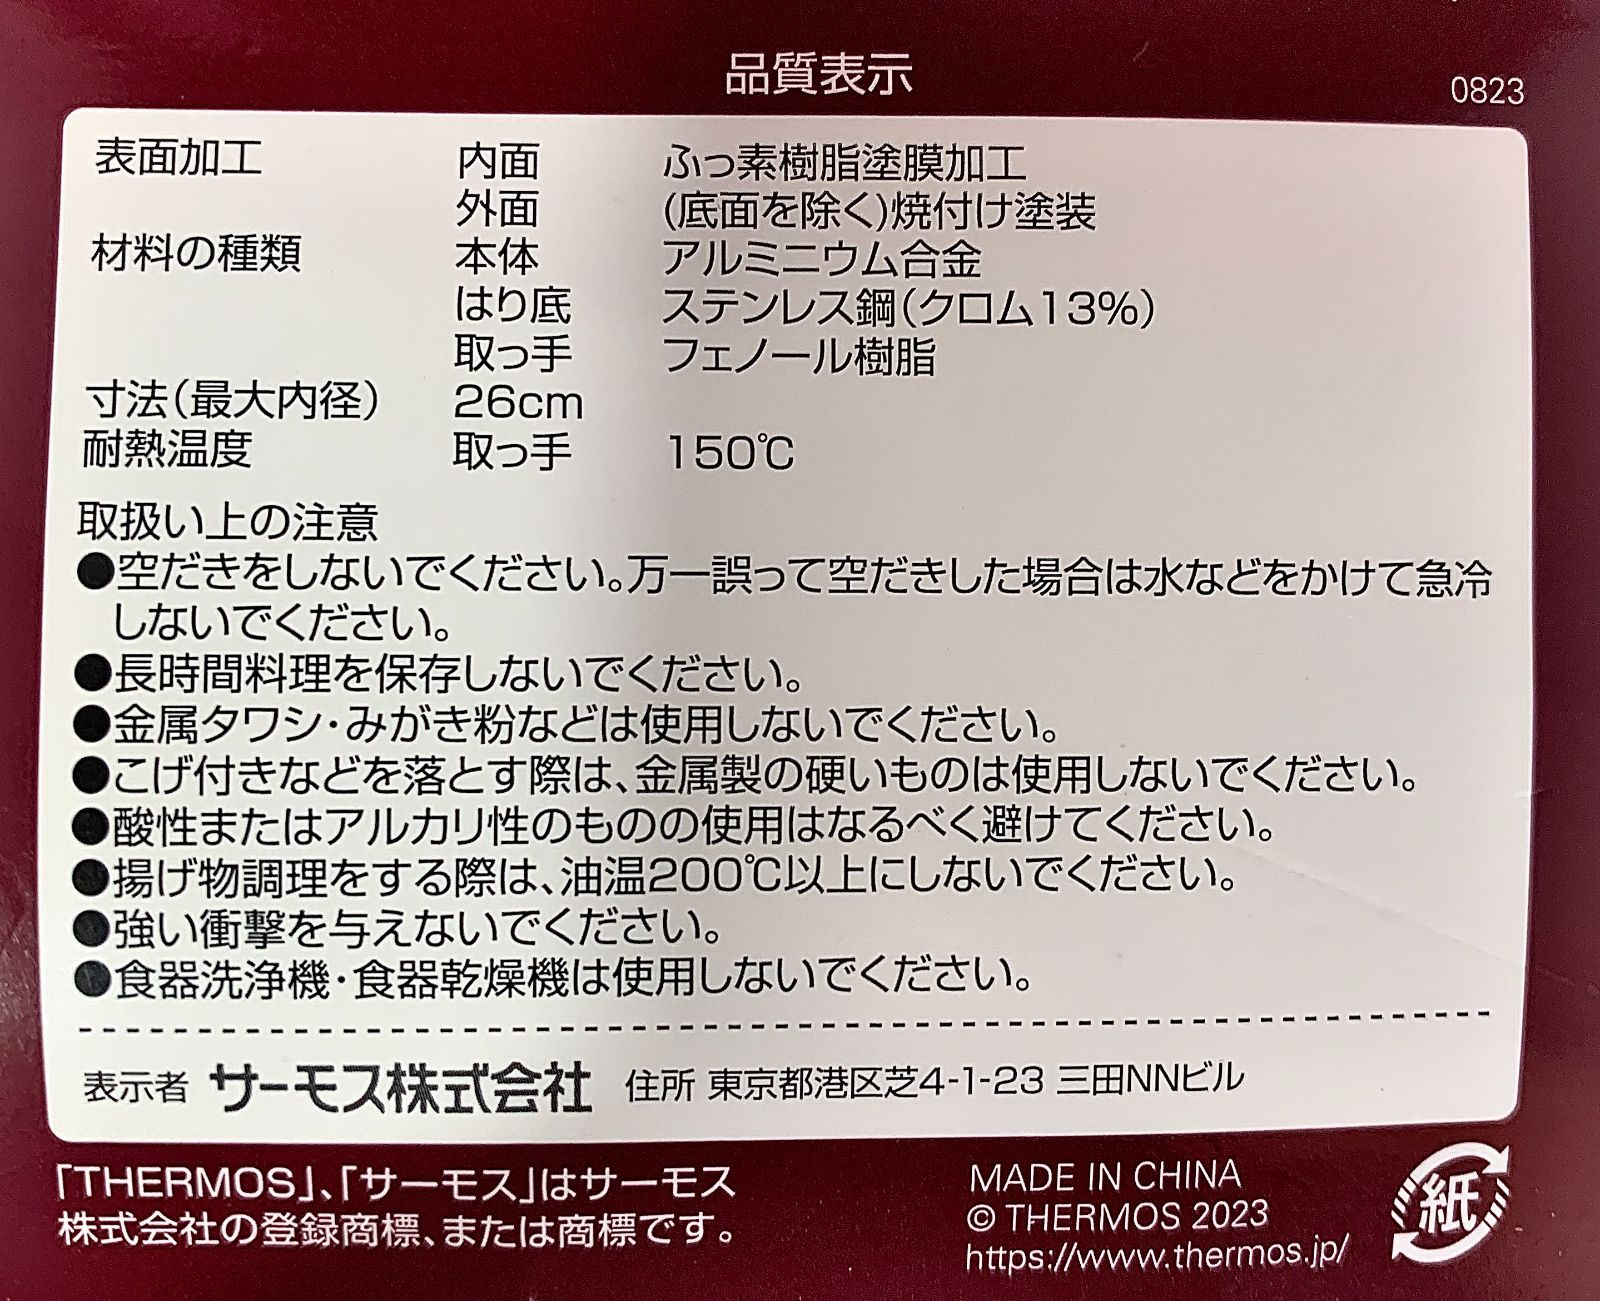 品質表示
0823
表面加工 内面 ふっ素樹脂塗膜加工
外面 (底面を除く)焼付け塗装
材料の種類 本体 アルミニウム合金
はり底 ステンレス鋼(クロム13%)
取っ手 フェノール樹脂
寸法(最大内径) 26cm
耐熱温度 取っ手 150℃
取扱い上の注意
●空だきをしないでください。万一誤って空だきした場合は水などをかけて急冷
しないでください。
●長時間料理を保存しないでください。
●金属タワシ・みがき粉などは使用しないでください。
●こげ付きなどを落とす際は、金属製の硬いものは使用しないでください。
●酸性またはアルカリ性のものの使用はなるべく避けてください。
●揚げ物調理をする際は、油温200℃以上にしないでください。
●強い衝撃を与えないでください。
●食器洗浄機・食器乾燥機は使用しないでください。
表示者 サーモス株式会社 住所 東京都港区芝4-1-23 三田NNビル
「THERMOS」、「サーモス」はサーモス
株式会社の登録商標、または商標です。
MADE IN CHINA
© THERMOS 2023
https://www.thermos.jp/
紙